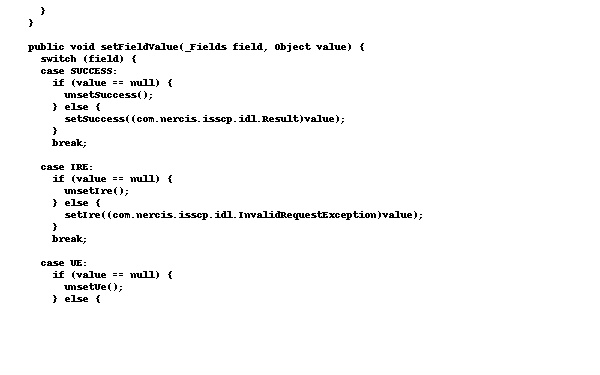 }
  }

  public void setFieldValue(_Fields field, Object value) {
    switch (field) {
    case SUCCESS:
      if (value == null) {
        unsetSuccess();
      } else {
        setSuccess((com.nercis.isscp.idl.Result)value);
      }
      break;

    case IRE:
      if (value == null) {
        unsetIre();
      } else {
        setIre((com.nercis.isscp.idl.InvalidRequestException)value);
      }
      break;

    case UE:
      if (value == null) {
        unsetUe();
      } else {